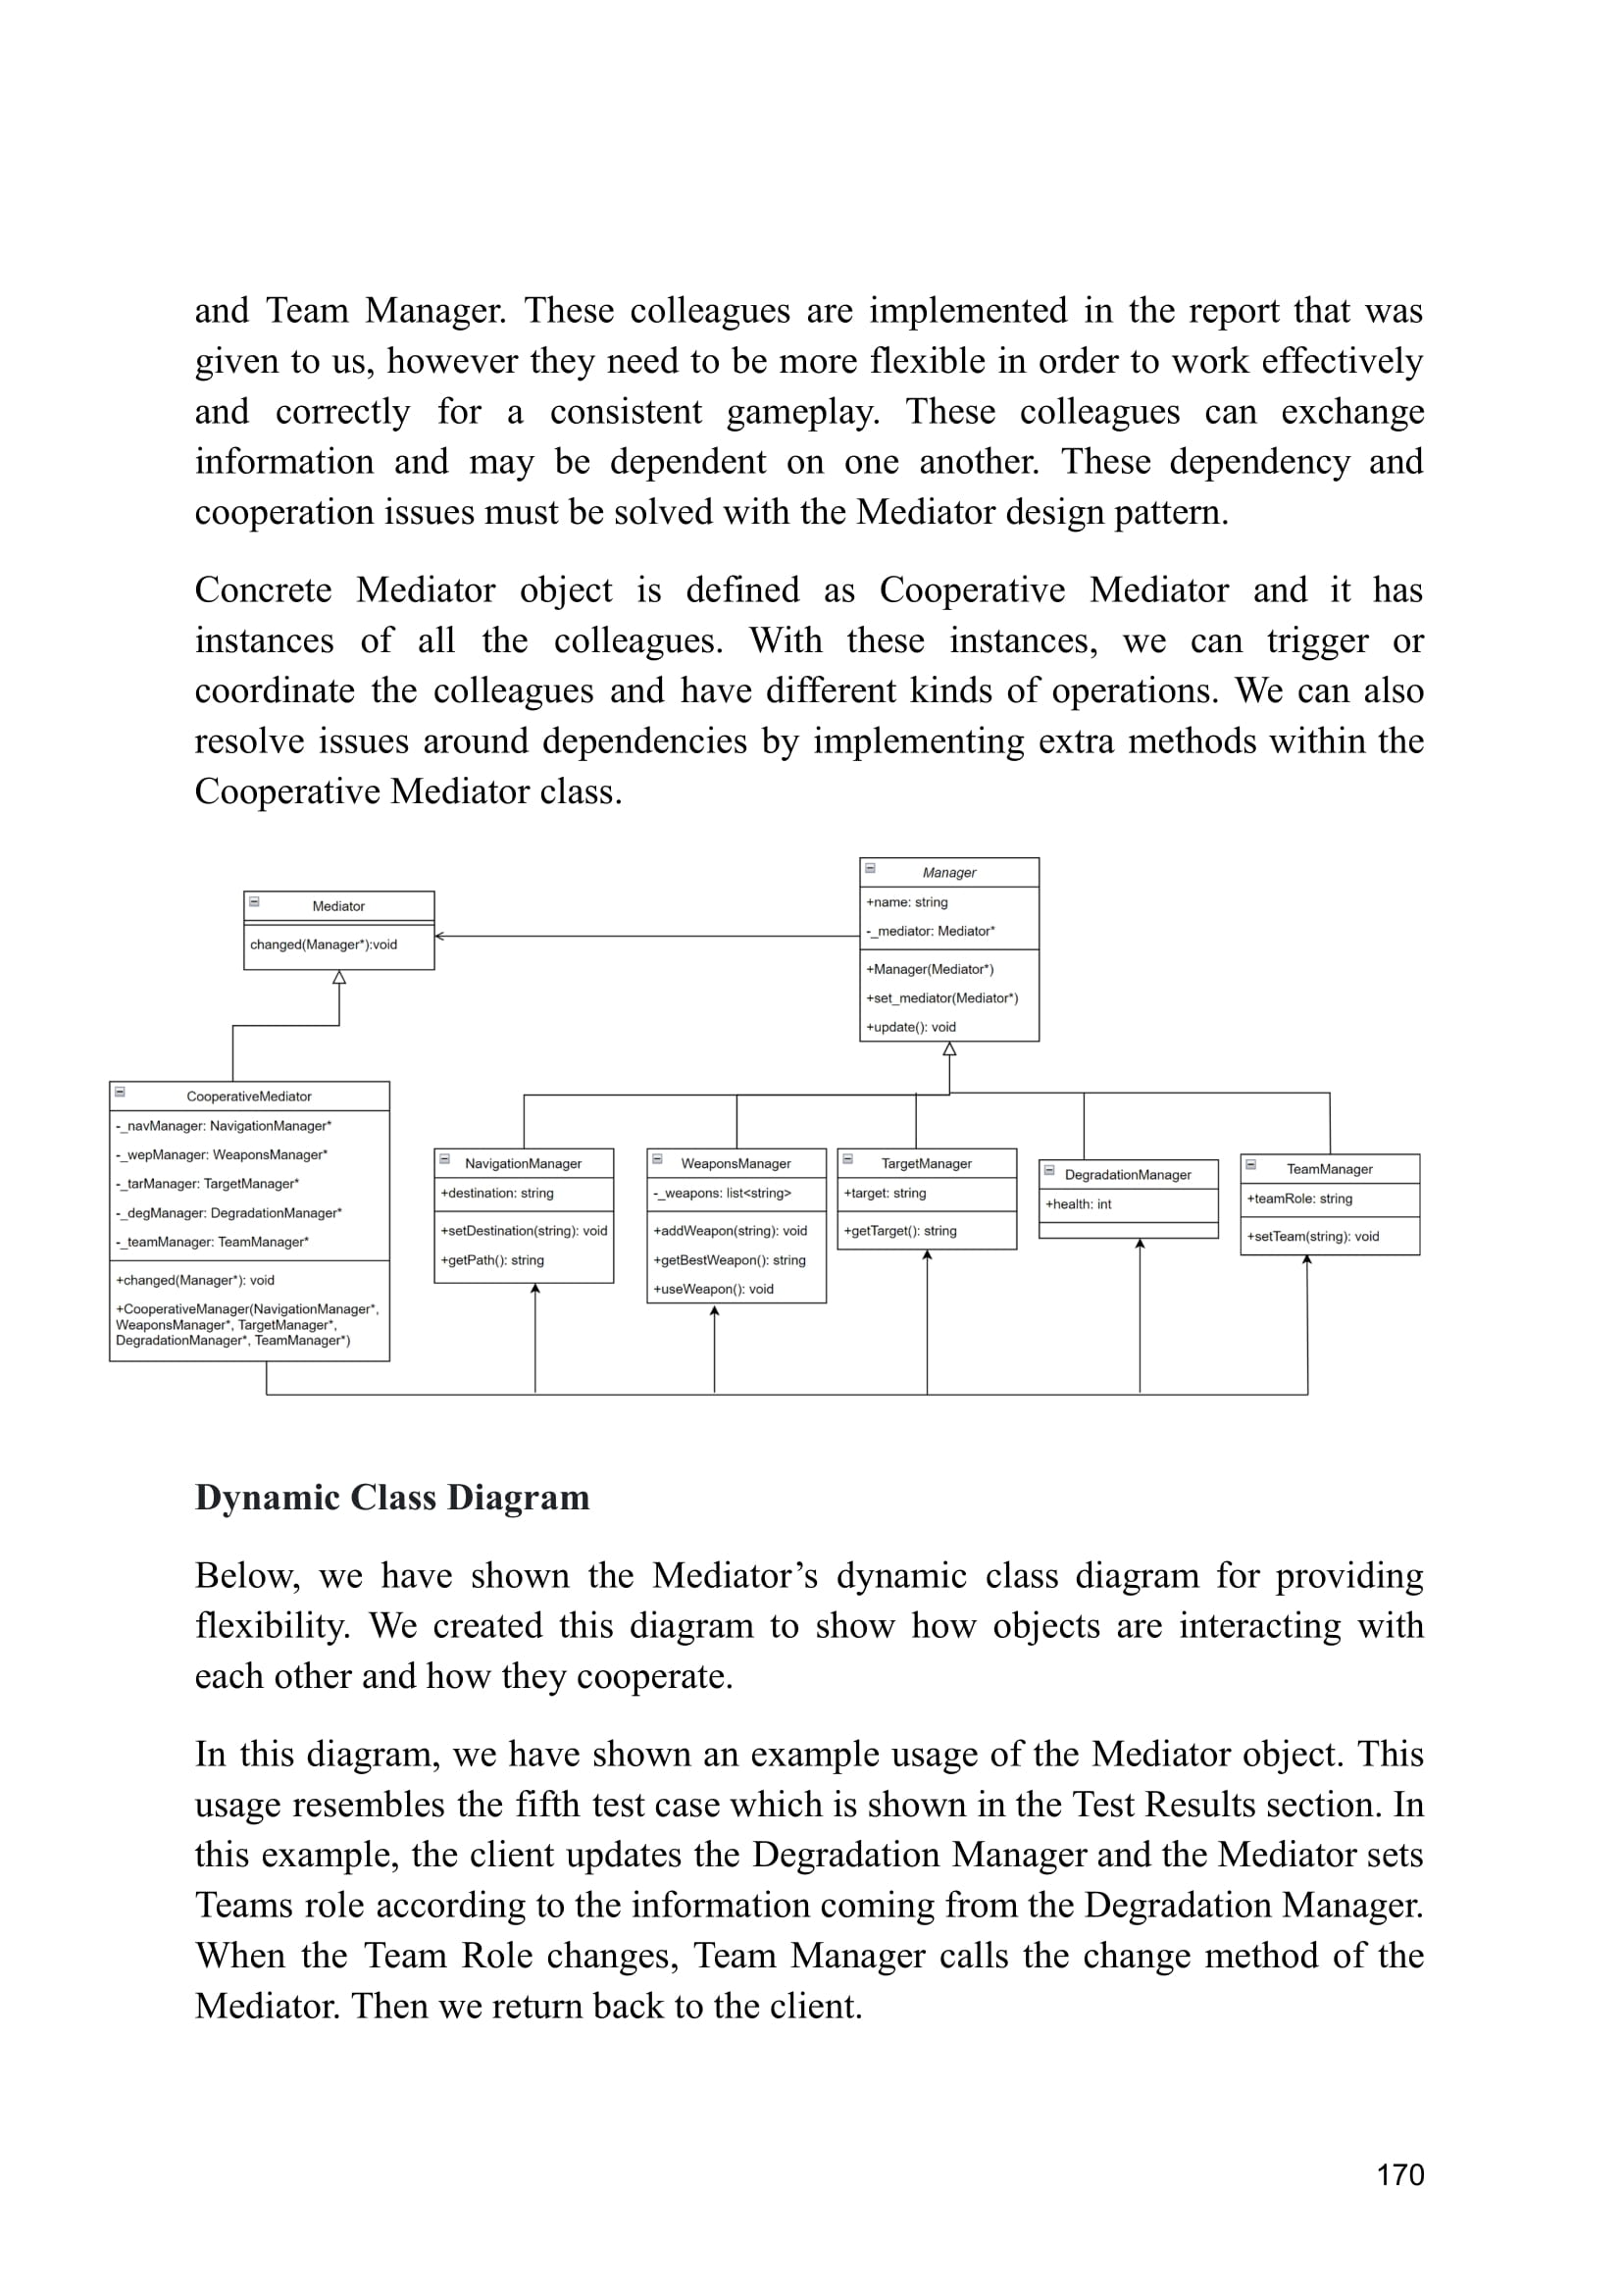 and Team Manager. These colleagues are implemented in the report that was
given to us, however they need to be more flexible in order to work effectively
and correctly for a consistent gameplay. These colleagues can exchange
information and may be dependent on one another. These dependency and
cooperation issues must be solved with the Mediator design pattern.
Concrete Mediator object is defined as Cooperative Mediator and it has
instances of all the colleagues. With these instances, we can trigger or
coordinate the colleagues and have different kinds of operations. We can also
resolve issues around dependencies by implementing extra methods within the
Cooperative Mediator class.
Mediator
changed(Manager*):void
Manager
+name: string
-_mediator: Mediator*
+Manager(Mediator*)
+set_mediator(Mediator*)
+update(): void
CooperativeMediator
-_navManager: NavigationManager*
-_wepManager: WeaponsManager*
-_tarManager: TargetManager*
-_degManager: DegradationManager*
-_teamManager: TeamManager*
+changed(Manager*): void
+CooperativeManager(NavigationManager*,
WeaponsManager*, TargetManager*,
DegradationManager*, TeamManager*)
NavigationManager
+destination: string
+setDestination(string): void
+getPath(): string
WeaponsManager
-_weapons: list<string>
+addWeapon(string): void
+getBestWeapon(): string
+useWeapon(): void
TargetManager
+target: string
+getTarget(): string
DegradationManager
+health: int
TeamManager
+teamRole: string
+setTeam(string): void
Dynamic Class Diagram
Below, we have shown the Mediator’s dynamic class diagram for providing
flexibility. We created this diagram to show how objects are interacting with
each other and how they cooperate.
In this diagram, we have shown an example usage of the Mediator object. This
usage resembles the fifth test case which is shown in the Test Results section. In
this example, the client updates the Degradation Manager and the Mediator sets
Teams role according to the information coming from the Degradation Manager.
When the Team Role changes, Team Manager calls the change method of the
Mediator. Then we return back to the client.
170